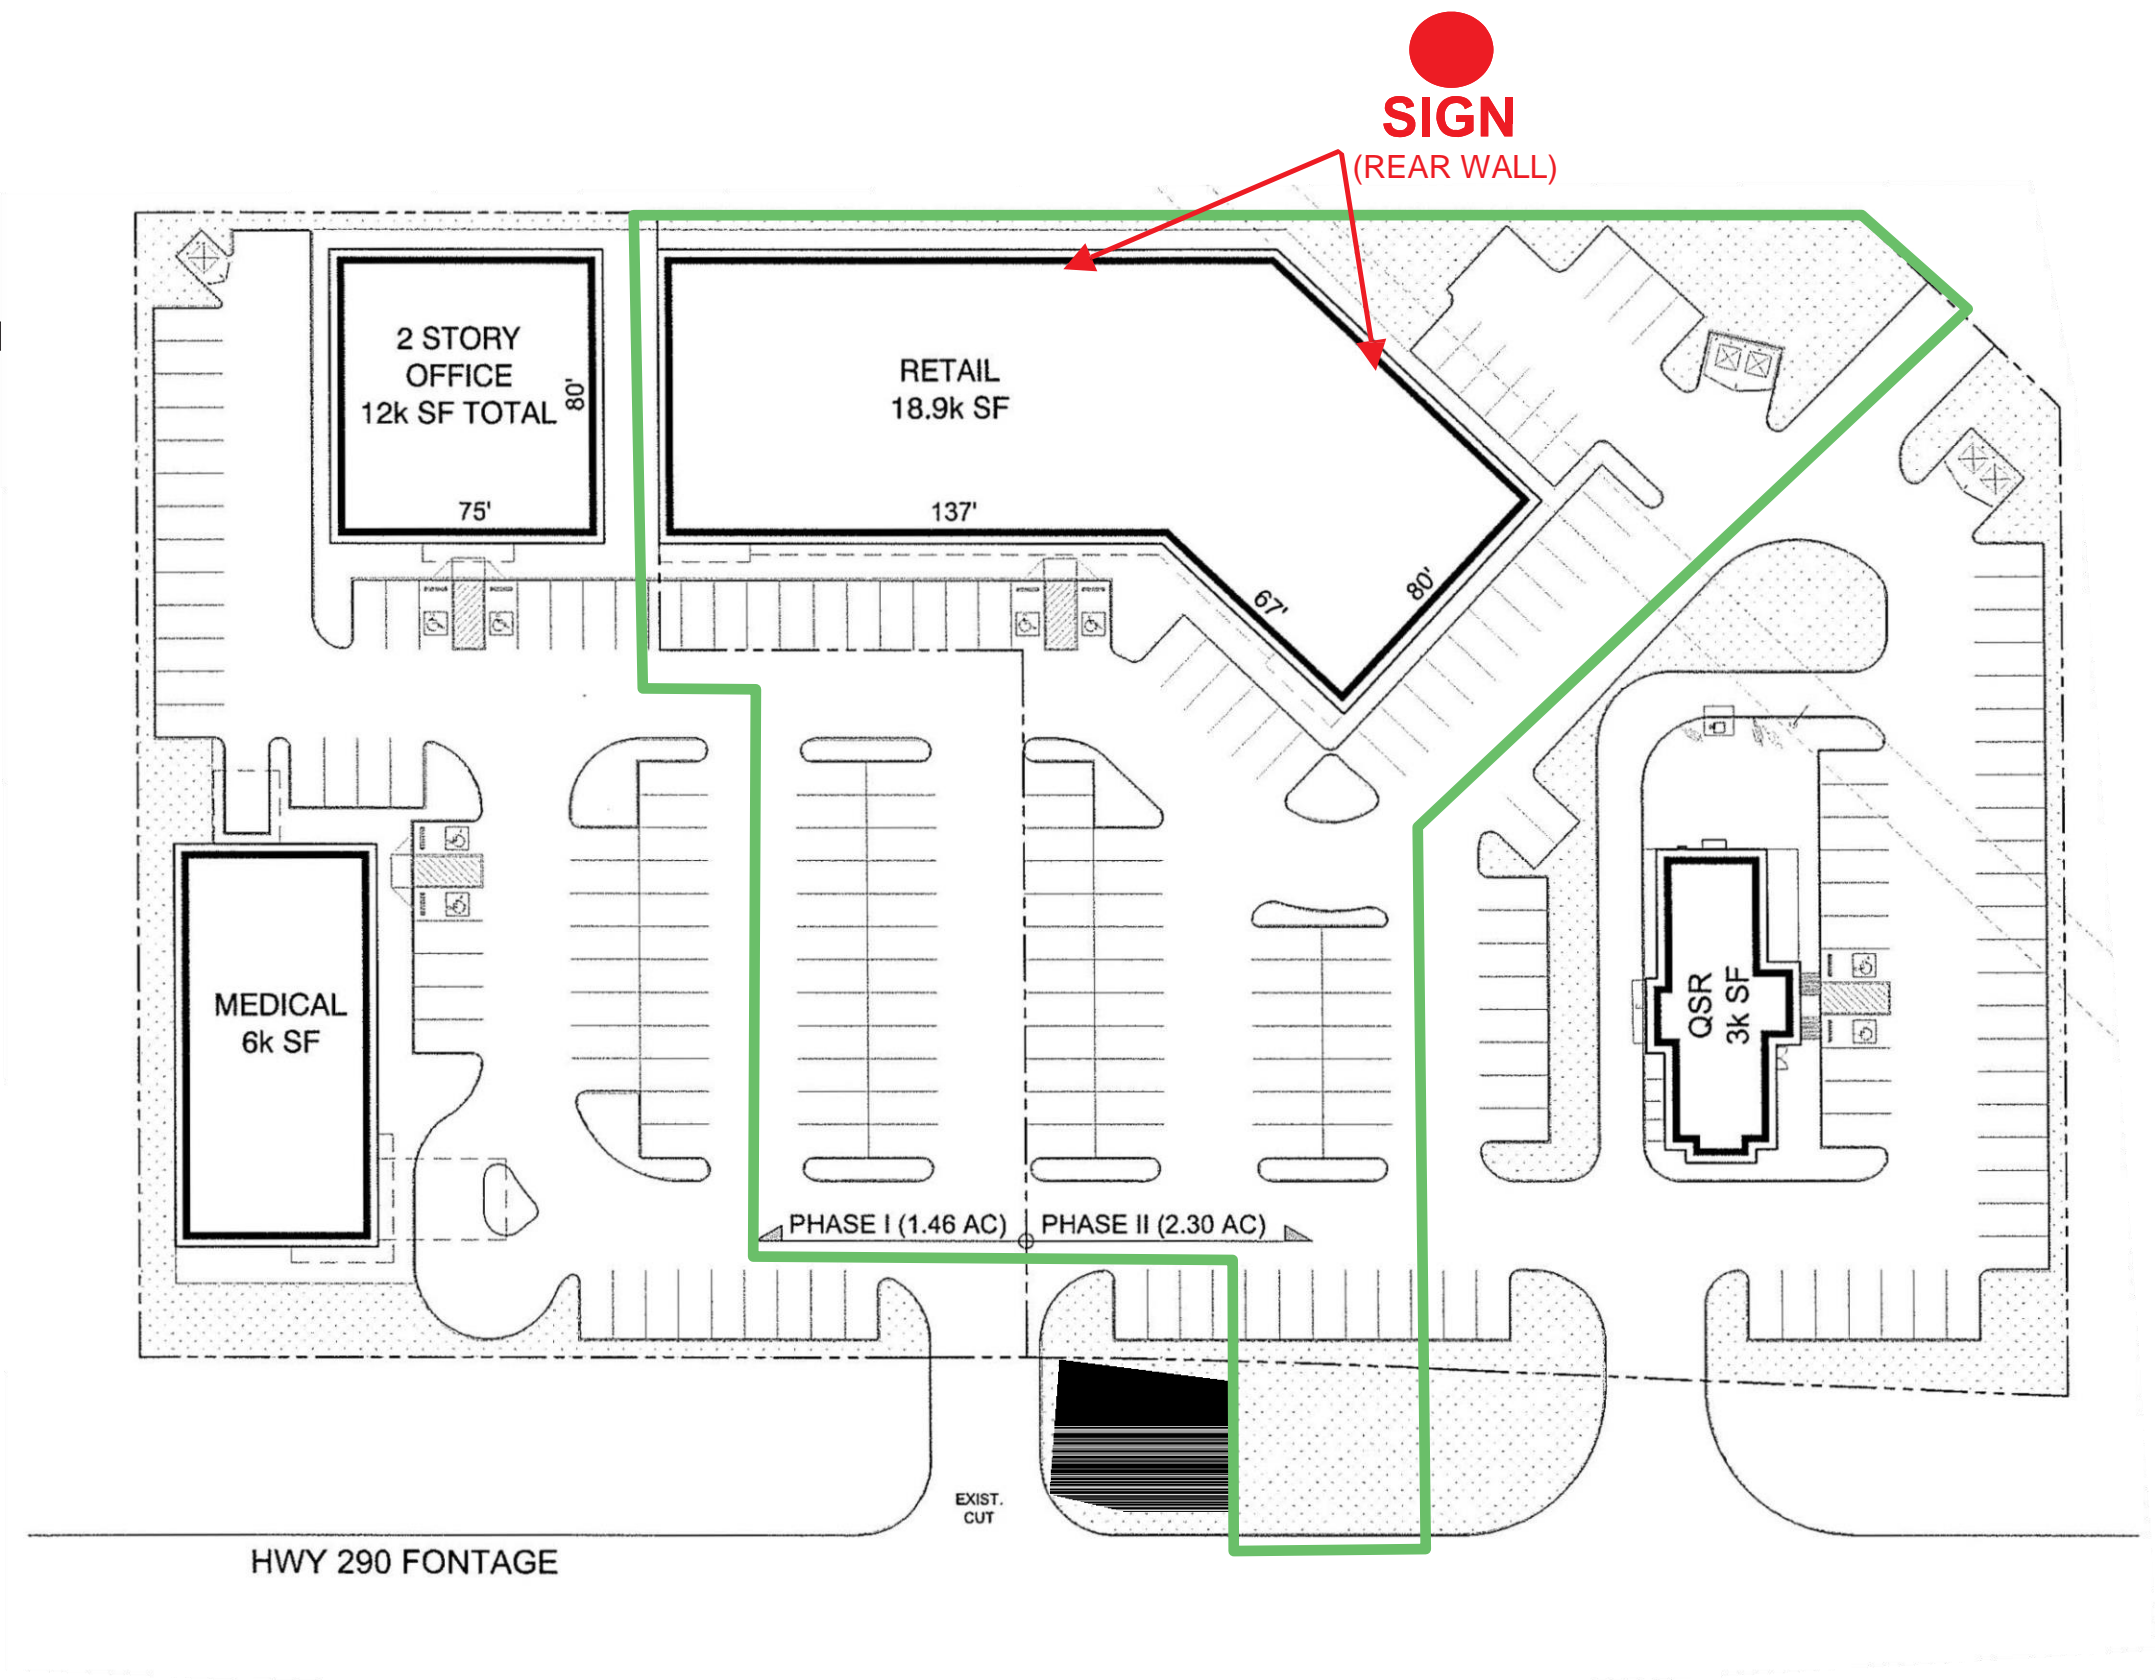 SIGN
(REAR WALL)
2 STORY
OFFICE
12k SF TOTAL
80'
75'
RETAIL
18.9k SF
137'
67'
80'
MEDICAL
6k SF
QSR
3k SF
PHASE I (1.46 AC)
PHASE II (2.30 AC)
EXIST.
CUT
HWY 290 FONTAGE